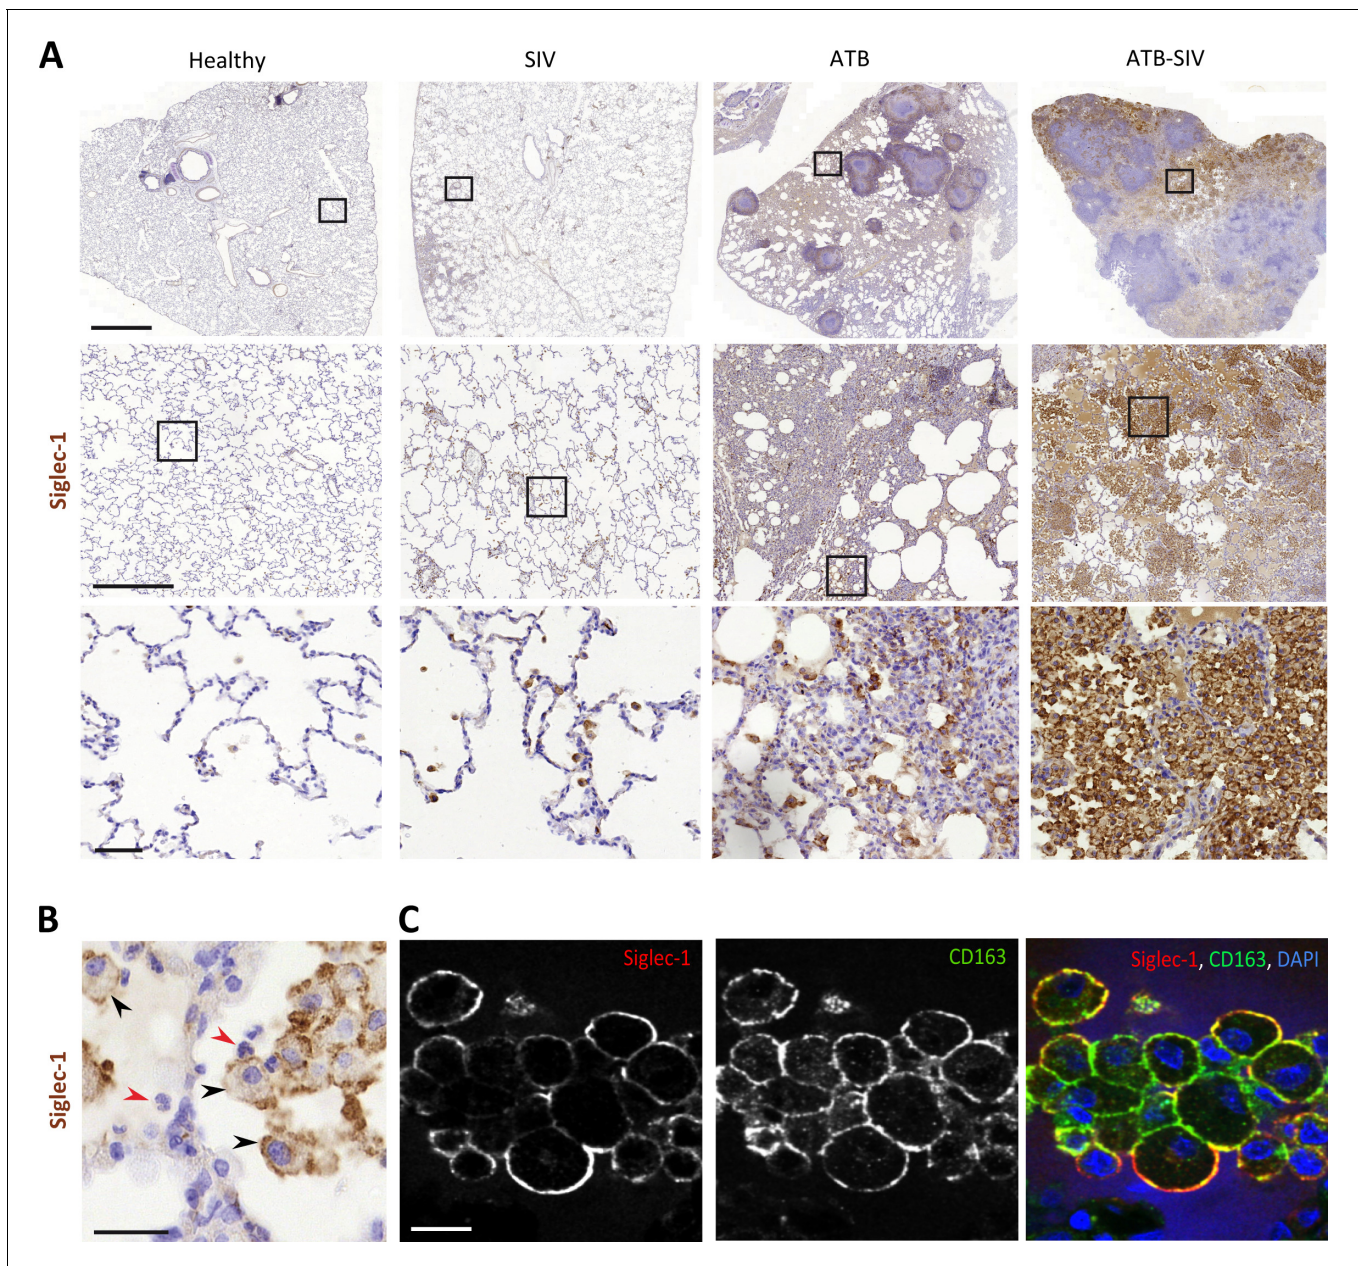 A
Healthy
SIV
ATB
ATB-SIV
Siglec-1
B
C
Siglec-1
Siglec-1
CD163
Siglec-1, CD163, DAPI